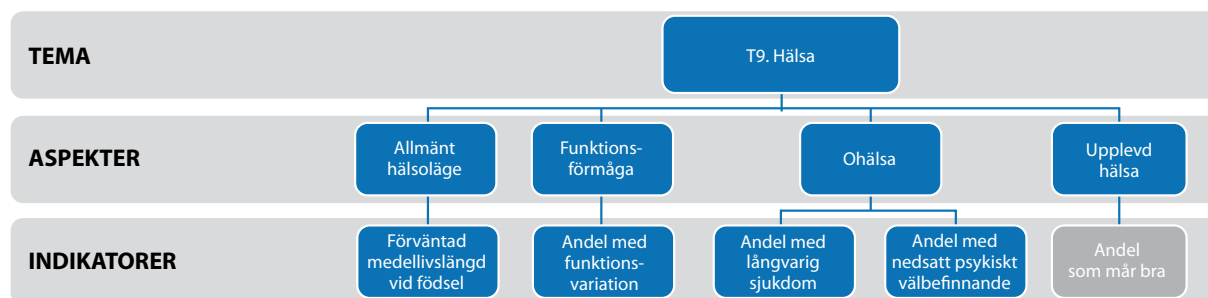 TEMA
T9. Hälsa
ASPEKTER
Allmänt
hälsoläge
Funktions-
förmåga
Ohälsa
Upplevd
hälsa
INDIKATORER
Förväntad
medellivslängd
vid födsel
Andel med
funktions-
variation
Andel med
långvarig
sjukdom
Andel med
nedsatt psykiskt
välbefinnande
Andel
som mår bra